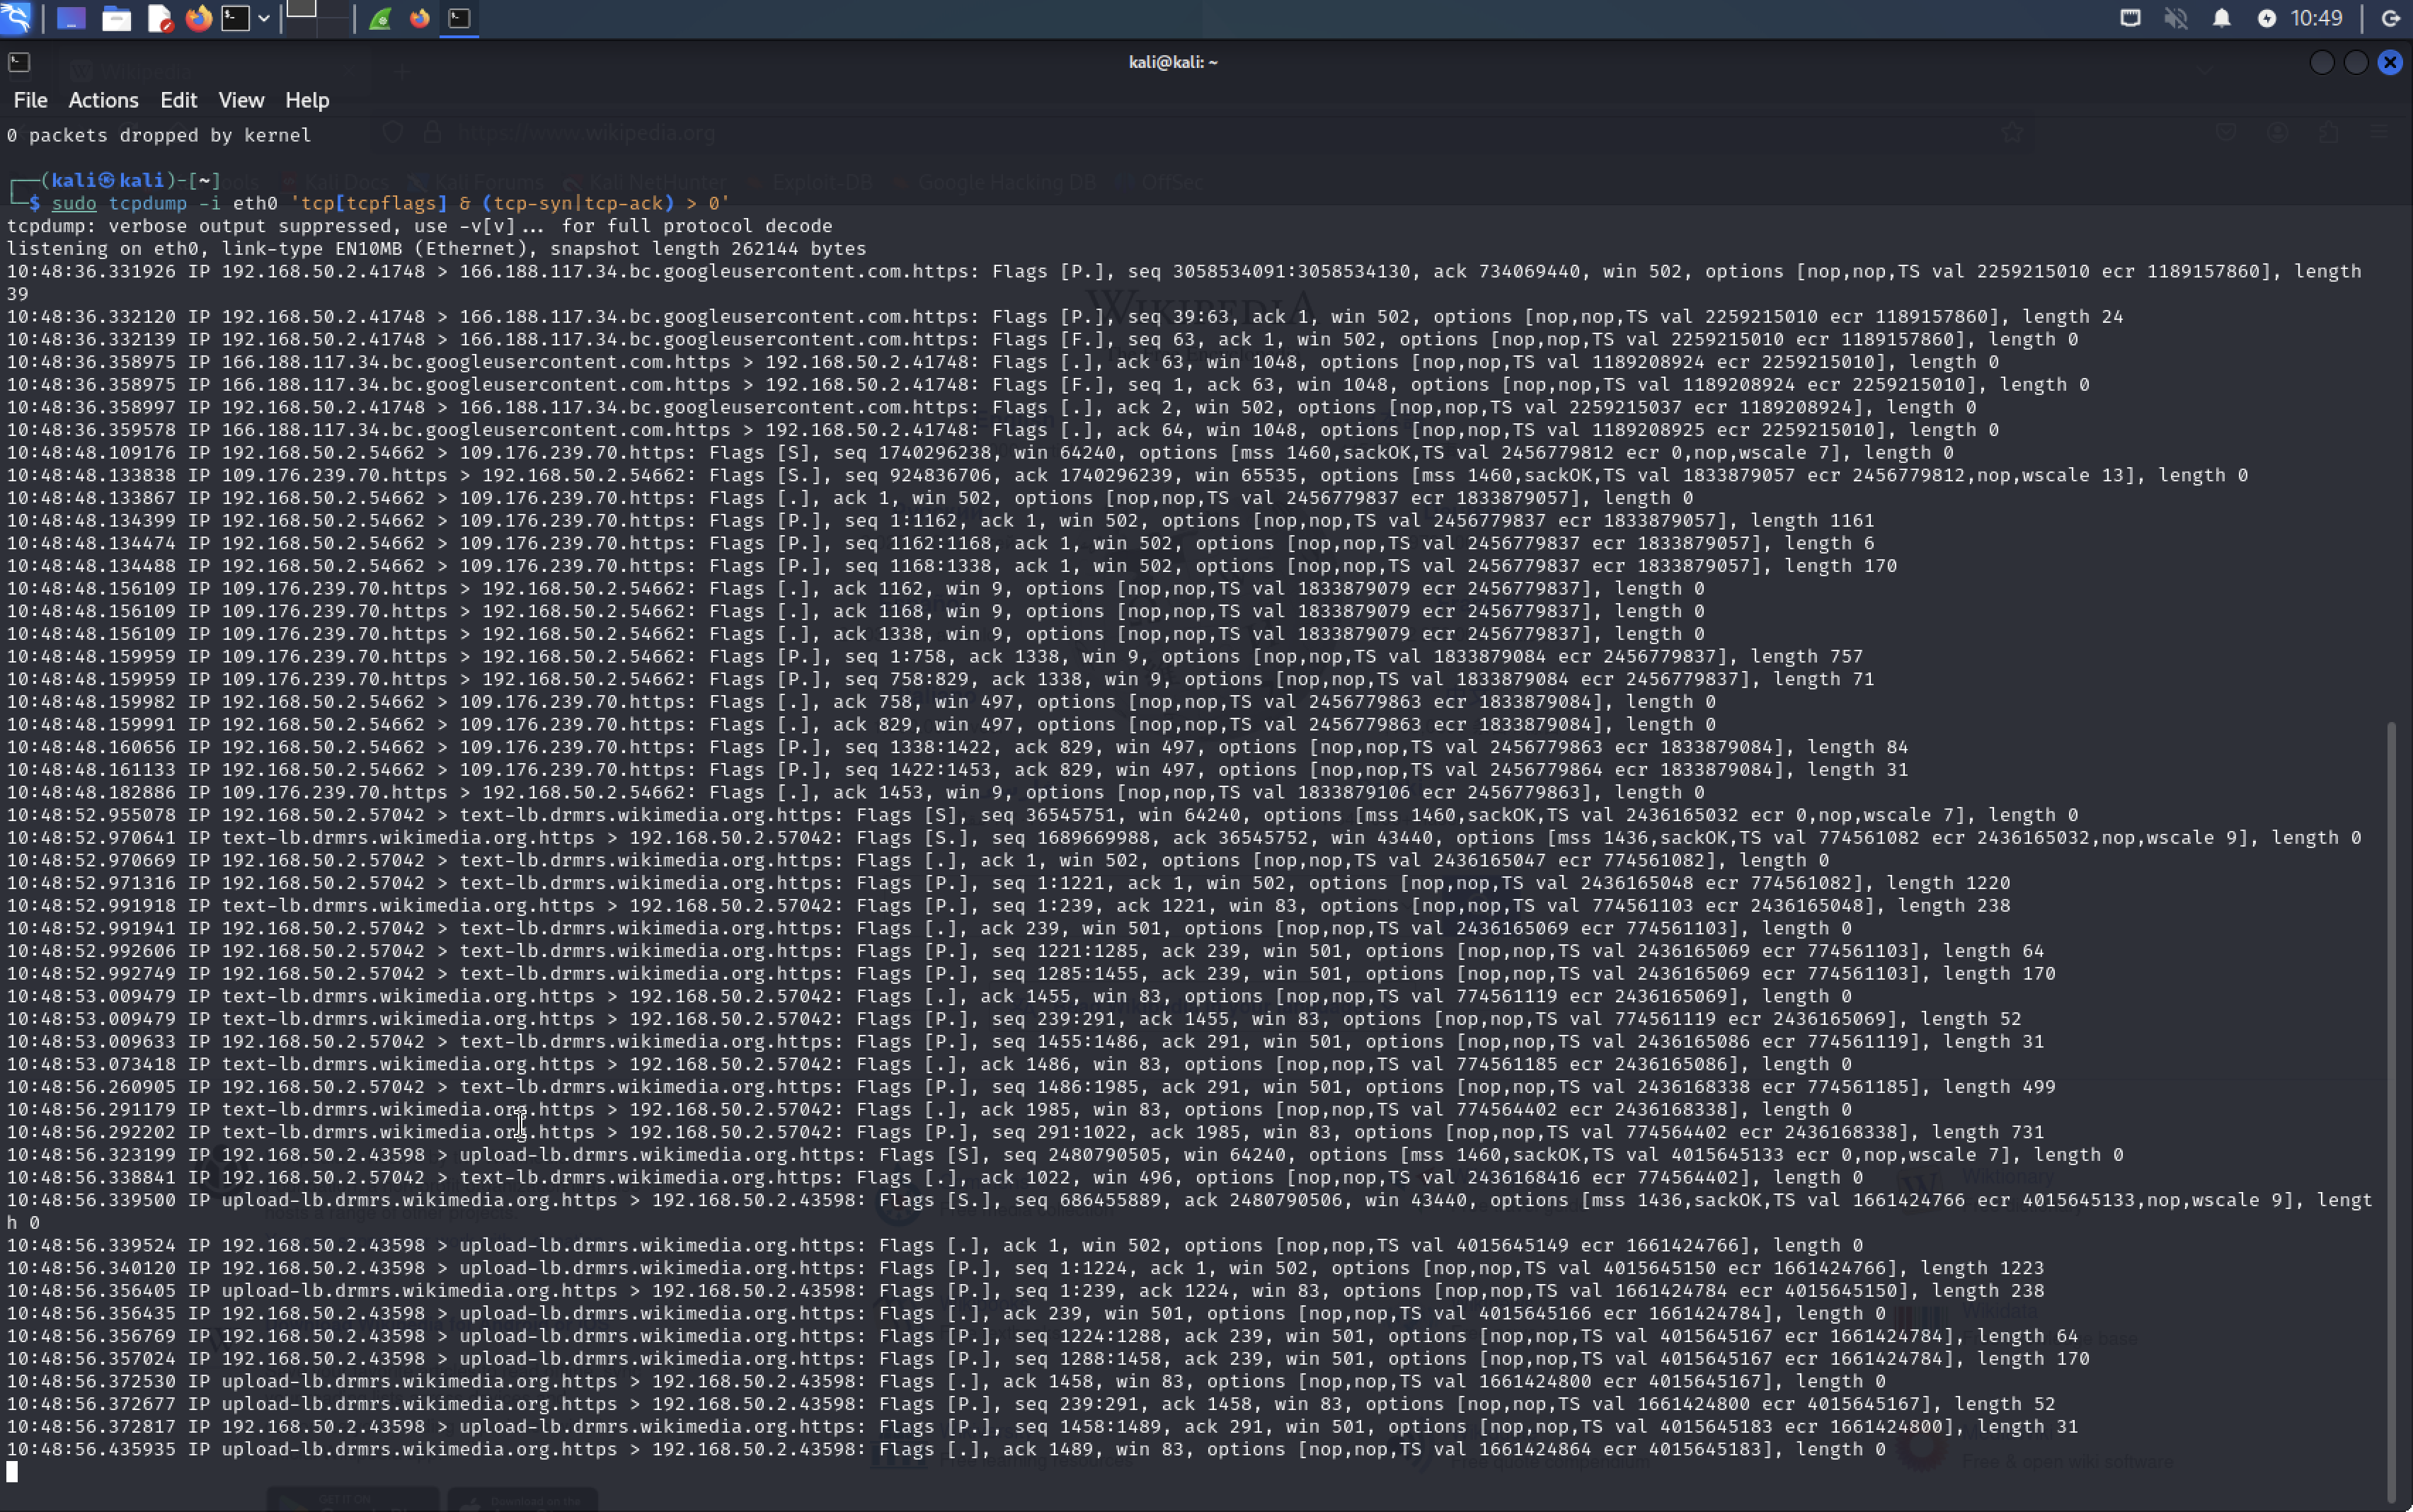 10:49
kali@kali: ~
Wikipedia
File Actions Edit View Help
0 packets dropped by kernel
https://www.wikipedia.org
Kali Docs Kali Forums Kali NetHunter Exploit-DB Google Hacking DB OffSec
┌──(kali㉿kali)-[~]
└─$ sudo tcpdump -i eth0 'tcp[tcpflags] & (tcp-syn|tcp-ack) > 0'
tcpdump: verbose output suppressed, use -v[v]... for full protocol decode
listening on eth0, link-type EN10MB (Ethernet), snapshot length 262144 bytes
10:48:36.331926 IP 192.168.50.2.41748 > 166.188.117.34.bc.googleusercontent.com.https: Flags [P.], seq 3058534091:3058534130, ack 734069440, win 502, options [nop,nop,TS val 2259215010 ecr 1189157860], length
39
10:48:36.332120 IP 192.168.50.2.41748 > 166.188.117.34.bc.googleusercontent.com.https: Flags [P.], seq 39:63, ack 1, win 502, options [nop,nop,TS val 2259215010 ecr 1189157860], length 24
10:48:36.332139 IP 192.168.50.2.41748 > 166.188.117.34.bc.googleusercontent.com.https: Flags [F.], seq 63, ack 1, win 502, options [nop,nop,TS val 2259215010 ecr 1189157860], length 0
10:48:36.358975 IP 166.188.117.34.bc.googleusercontent.com.https > 192.168.50.2.41748: Flags [.], ack 63, win 1048, options [nop,nop,TS val 1189208924 ecr 2259215010], length 0
10:48:36.358975 IP 166.188.117.34.bc.googleusercontent.com.https > 192.168.50.2.41748: Flags [F.], seq 1, ack 63, win 1048, options [nop,nop,TS val 1189208924 ecr 2259215010], length 0
10:48:36.358997 IP 192.168.50.2.41748 > 166.188.117.34.bc.googleusercontent.com.https: Flags [.], ack 2, win 502, options [nop,nop,TS val 2259215037 ecr 1189208924], length 0
10:48:36.359578 IP 166.188.117.34.bc.googleusercontent.com.https > 192.168.50.2.41748: Flags [.], ack 64, win 1048, options [nop,nop,TS val 1189208925 ecr 2259215010], length 0
10:48:48.109176 IP 192.168.50.2.54662 > 109.176.239.70.https: Flags [S], seq 1740296238, win 64240, options [mss 1460,sackOK,TS val 2456779812 ecr 0,nop,wscale 7], length 0
10:48:48.133838 IP 109.176.239.70.https > 192.168.50.2.54662: Flags [S.], seq 924836706, ack 1740296239, win 65535, options [mss 1460,sackOK,TS val 1833879057 ecr 2456779812,nop,wscale 13], length 0
10:48:48.133867 IP 192.168.50.2.54662 > 109.176.239.70.https: Flags [.], ack 1, win 502, options [nop,nop,TS val 2456779837 ecr 1833879057], length 0
10:48:48.134399 IP 192.168.50.2.54662 > 109.176.239.70.https: Flags [P.], seq 1:1162, ack 1, win 502, options [nop,nop,TS val 2456779837 ecr 1833879057], length 1161
10:48:48.134474 IP 192.168.50.2.54662 > 109.176.239.70.https: Flags [P.], seq 1162:1168, ack 1, win 502, options [nop,nop,TS val 2456779837 ecr 1833879057], length 6
10:48:48.134488 IP 192.168.50.2.54662 > 109.176.239.70.https: Flags [P.], seq 1168:1338, ack 1, win 502, options [nop,nop,TS val 2456779837 ecr 1833879057], length 170
10:48:48.156109 IP 109.176.239.70.https > 192.168.50.2.54662: Flags [.], ack 1162, win 9, options [nop,nop,TS val 1833879079 ecr 2456779837], length 0
10:48:48.156109 IP 109.176.239.70.https > 192.168.50.2.54662: Flags [.], ack 1168, win 9, options [nop,nop,TS val 1833879079 ecr 2456779837], length 0
10:48:48.156109 IP 109.176.239.70.https > 192.168.50.2.54662: Flags [.], ack 1338, win 9, options [nop,nop,TS val 1833879079 ecr 2456779837], length 0
10:48:48.159959 IP 109.176.239.70.https > 192.168.50.2.54662: Flags [P.], seq 1:758, ack 1338, win 9, options [nop,nop,TS val 1833879084 ecr 2456779837], length 757
10:48:48.159959 IP 109.176.239.70.https > 192.168.50.2.54662: Flags [P.], seq 758:829, ack 1338, win 9, options [nop,nop,TS val 1833879084 ecr 2456779837], length 71
10:48:48.159982 IP 192.168.50.2.54662 > 109.176.239.70.https: Flags [.], ack 758, win 497, options [nop,nop,TS val 2456779863 ecr 1833879084], length 0
10:48:48.159991 IP 192.168.50.2.54662 > 109.176.239.70.https: Flags [.], ack 829, win 497, options [nop,nop,TS val 2456779863 ecr 1833879084], length 0
10:48:48.160656 IP 192.168.50.2.54662 > 109.176.239.70.https: Flags [P.], seq 1338:1422, ack 829, win 497, options [nop,nop,TS val 2456779863 ecr 1833879084], length 84
10:48:48.161133 IP 192.168.50.2.54662 > 109.176.239.70.https: Flags [P.], seq 1422:1453, ack 829, win 497, options [nop,nop,TS val 2456779864 ecr 1833879084], length 31
10:48:48.182886 IP 109.176.239.70.https > 192.168.50.2.54662: Flags [.], ack 1453, win 9, options [nop,nop,TS val 1833879106 ecr 2456779863], length 0
10:48:52.955078 IP 192.168.50.2.57042 > text-lb.drmrs.wikimedia.org.https: Flags [S], seq 36545751, win 64240, options [mss 1460,sackOK,TS val 2436165032 ecr 0,nop,wscale 7], length 0
10:48:52.970641 IP text-lb.drmrs.wikimedia.org.https > 192.168.50.2.57042: Flags [S.], seq 1689669988, ack 36545752, win 43440, options [mss 1436,sackOK,TS val 774561082 ecr 2436165032,nop,wscale 9], length 0
10:48:52.970669 IP 192.168.50.2.57042 > text-lb.drmrs.wikimedia.org.https: Flags [.], ack 1, win 502, options [nop,nop,TS val 2436165047 ecr 774561082], length 0
10:48:52.971316 IP 192.168.50.2.57042 > text-lb.drmrs.wikimedia.org.https: Flags [P.], seq 1:1221, ack 1, win 502, options [nop,nop,TS val 2436165048 ecr 774561082], length 1220
10:48:52.991918 IP text-lb.drmrs.wikimedia.org.https > 192.168.50.2.57042: Flags [P.], seq 1:239, ack 1221, win 83, options [nop,nop,TS val 774561103 ecr 2436165048], length 238
10:48:52.991941 IP 192.168.50.2.57042 > text-lb.drmrs.wikimedia.org.https: Flags [.], ack 239, win 501, options [nop,nop,TS val 2436165069 ecr 774561103], length 0
10:48:52.992606 IP 192.168.50.2.57042 > text-lb.drmrs.wikimedia.org.https: Flags [P.], seq 1221:1285, ack 239, win 501, options [nop,nop,TS val 2436165069 ecr 774561103], length 64
10:48:52.992749 IP 192.168.50.2.57042 > text-lb.drmrs.wikimedia.org.https: Flags [P.], seq 1285:1455, ack 239, win 501, options [nop,nop,TS val 2436165069 ecr 774561103], length 170
10:48:53.009479 IP text-lb.drmrs.wikimedia.org.https > 192.168.50.2.57042: Flags [.], ack 1455, win 83, options [nop,nop,TS val 774561119 ecr 2436165069], length 0
10:48:53.009479 IP text-lb.drmrs.wikimedia.org.https > 192.168.50.2.57042: Flags [P.], seq 239:291, ack 1455, win 83, options [nop,nop,TS val 774561119 ecr 2436165069], length 52
10:48:53.009633 IP 192.168.50.2.57042 > text-lb.drmrs.wikimedia.org.https: Flags [P.], seq 1455:1486, ack 291, win 501, options [nop,nop,TS val 2436165086 ecr 774561119], length 31
10:48:53.073418 IP text-lb.drmrs.wikimedia.org.https > 192.168.50.2.57042: Flags [.], ack 1486, win 83, options [nop,nop,TS val 774561185 ecr 2436165086], length 0
10:48:56.260905 IP 192.168.50.2.57042 > text-lb.drmrs.wikimedia.org.https: Flags [P.], seq 1486:1985, ack 291, win 501, options [nop,nop,TS val 2436168338 ecr 774561185], length 499
10:48:56.291179 IP text-lb.drmrs.wikimedia.org.https > 192.168.50.2.57042: Flags [.], ack 1985, win 83, options [nop,nop,TS val 774564402 ecr 2436168338], length 0
10:48:56.292202 IP text-lb.drmrs.wikimedia.org.https > 192.168.50.2.57042: Flags [P.], seq 291:1022, ack 1985, win 83, options [nop,nop,TS val 774564402 ecr 2436168338], length 731
10:48:56.323199 IP 192.168.50.2.43598 > upload-lb.drmrs.wikimedia.org.https: Flags [S], seq 2480790505, win 64240, options [mss 1460,sackOK,TS val 4015645133 ecr 0,nop,wscale 7], length 0
10:48:56.338841 IP 192.168.50.2.57042 > text-lb.drmrs.wikimedia.org.https: Flags [.], ack 1022, win 496, options [nop,nop,TS val 2436168416 ecr 774564402], length 0
10:48:56.339500 IP upload-lb.drmrs.wikimedia.org.https > 192.168.50.2.43598: Flags [S.], seq 686455889, ack 2480790506, win 43440, options [mss 1436,sackOK,TS val 1661424766 ecr 4015645133,nop,wscale 9], lengt
h 0
10:48:56.339524 IP 192.168.50.2.43598 > upload-lb.drmrs.wikimedia.org.https: Flags [.], ack 1, win 502, options [nop,nop,TS val 4015645149 ecr 1661424766], length 0
10:48:56.340120 IP 192.168.50.2.43598 > upload-lb.drmrs.wikimedia.org.https: Flags [P.], seq 1:1224, ack 1, win 502, options [nop,nop,TS val 4015645150 ecr 1661424766], length 1223
10:48:56.356405 IP upload-lb.drmrs.wikimedia.org.https > 192.168.50.2.43598: Flags [P.], seq 1:239, ack 1224, win 83, options [nop,nop,TS val 1661424784 ecr 4015645150], length 238
10:48:56.356435 IP 192.168.50.2.43598 > upload-lb.drmrs.wikimedia.org.https: Flags [.], ack 239, win 501, options [nop,nop,TS val 4015645166 ecr 1661424784], length 0
10:48:56.356769 IP 192.168.50.2.43598 > upload-lb.drmrs.wikimedia.org.https: Flags [P.], seq 1224:1288, ack 239, win 501, options [nop,nop,TS val 4015645167 ecr 1661424784], length 64
10:48:56.357024 IP 192.168.50.2.43598 > upload-lb.drmrs.wikimedia.org.https: Flags [P.], seq 1288:1458, ack 239, win 501, options [nop,nop,TS val 4015645167 ecr 1661424784], length 170
10:48:56.372530 IP upload-lb.drmrs.wikimedia.org.https > 192.168.50.2.43598: Flags [.], ack 1458, win 83, options [nop,nop,TS val 1661424800 ecr 4015645167], length 0
10:48:56.372677 IP upload-lb.drmrs.wikimedia.org.https > 192.168.50.2.43598: Flags [P.], seq 239:291, ack 1458, win 83, options [nop,nop,TS val 1661424800 ecr 4015645167], length 52
10:48:56.372817 IP 192.168.50.2.43598 > upload-lb.drmrs.wikimedia.org.https: Flags [P.], seq 1458:1489, ack 291, win 501, options [nop,nop,TS val 4015645183 ecr 1661424800], length 31
10:48:56.435935 IP upload-lb.drmrs.wikimedia.org.https > 192.168.50.2.43598: Flags [.], ack 1489, win 83, options [nop,nop,TS val 1661424864 ecr 4015645183], length 0
WIKIPEDIA
Wiktionary
Wikidata
Free learning resources
Free quote compendium
Free & open wiki software
GET IT ON
Download on the